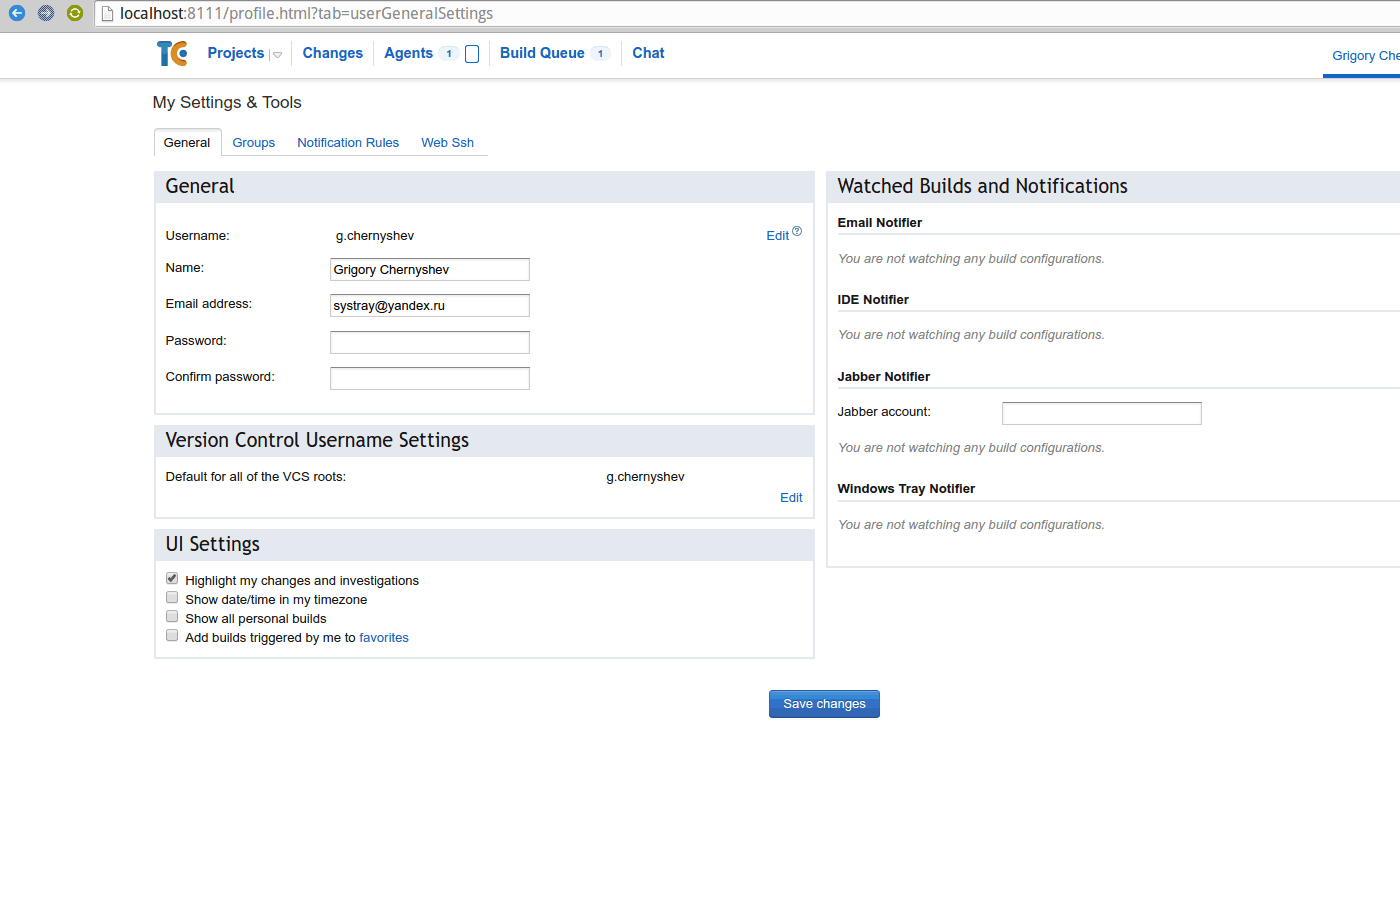 localhost:8111/profile.html?tab=userGeneralSettings
TC Projects Changes Agents 1 Build Queue 1 Chat Grigory Che
My Settings & Tools
General Groups Notification Rules Web Ssh
General
Username: g.chernyshev Edit ?
Name: Grigory Chernyshev
Email address: systray@yandex.ru
Password:
Confirm password:
Version Control Username Settings
Default for all of the VCS roots: g.chernyshev
Edit
UI Settings
Highlight my changes and investigations
Show date/time in my timezone
Show all personal builds
Add builds triggered by me to favorites
Watched Builds and Notifications
Email Notifier
You are not watching any build configurations.
IDE Notifier
You are not watching any build configurations.
Jabber Notifier
Jabber account:
You are not watching any build configurations.
Windows Tray Notifier
You are not watching any build configurations.
Save changes